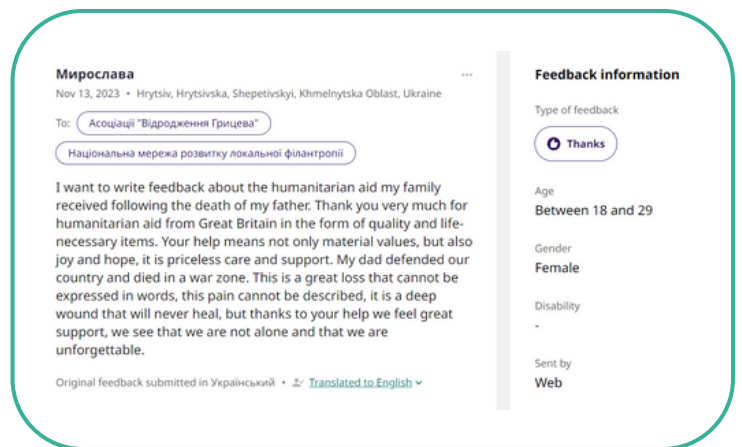 Мирослава
...
Nov 13, 2023 • Hrytsiv, Hrytsivska, Shepetivskyi, Khmelnytska Oblast, Ukraine
To: Асоціації "Відродження Грицева"
Національна мережа розвитку локальної філантропії
I want to write feedback about the humanitarian aid my family
received following the death of my father. Thank you very much for
humanitarian aid from Great Britain in the form of quality and life-
necessary items. Your help means not only material values, but also
joy and hope, it is priceless care and support. My dad defended our
country and died in a war zone. This is a great loss that cannot be
expressed in words, this pain cannot be described, it is a deep
wound that will never heal, but thanks to your help we feel great
support, we see that we are not alone and that we are
unforgettable.
Original feedback submitted in Український • Translated to English
Feedback information
Type of feedback
Thanks
Age
Between 18 and 29
Gender
Female
Disability
-
Sent by
Web